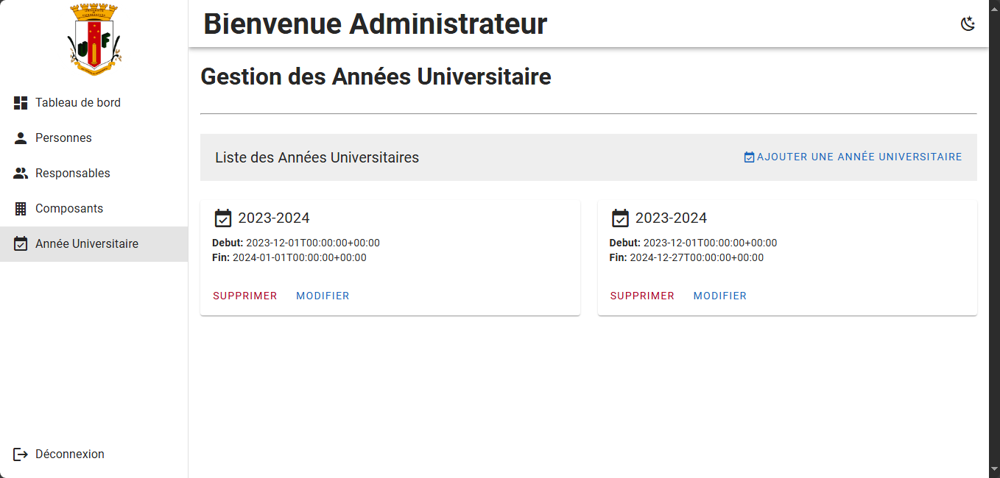 Bienvenue Administrateur
Tableau de bord
Personnes
Responsables
Composants
Année Universitaire
Déconnexion
Gestion des Années Universitaire
Liste des Années Universitaires
AJOUTER UNE ANNÉE UNIVERSITAIRE
2023-2024
Debut: 2023-12-01T00:00:00+00:00
Fin: 2024-01-01T00:00:00+00:00
SUPPRIMER MODIFIER
2023-2024
Debut: 2023-12-01T00:00:00+00:00
Fin: 2024-12-27T00:00:00+00:00
SUPPRIMER MODIFIER